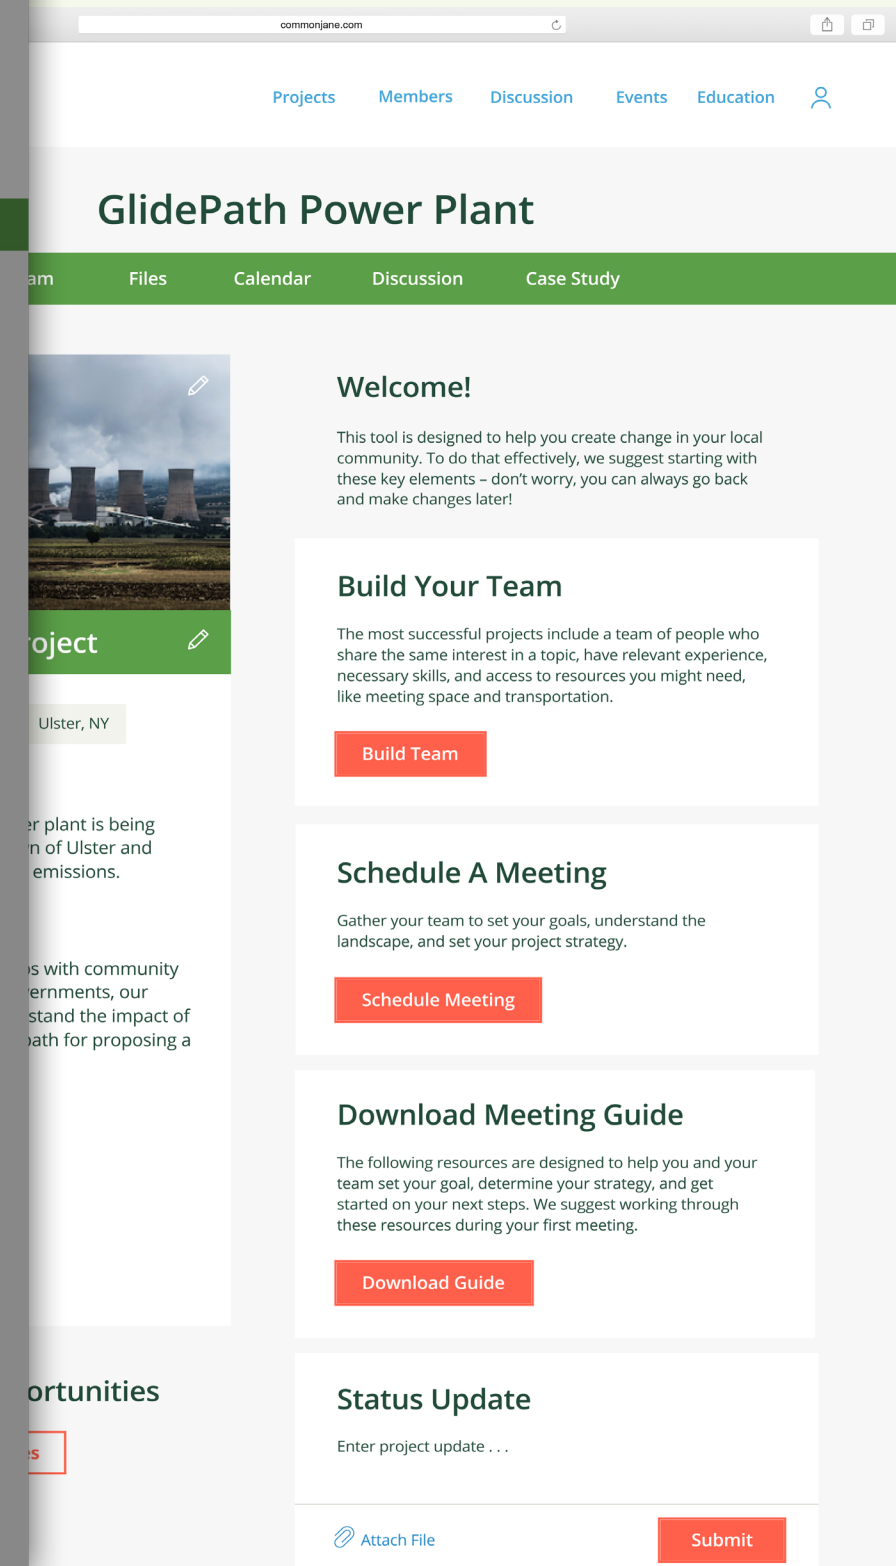 commonjane.com
Projects Members Discussion Events Education
GlidePath Power Plant
Files Calendar Discussion Case Study
Ulster, NY
plant is being
of Ulster and
emissions.
with community
our
the impact of
for proposing a
Welcome!
This tool is designed to help you create change in your local
community. To do that effectively, we suggest starting with
these key elements – don't worry, you can always go back
and make changes later!
Build Your Team
The most successful projects include a team of people who
share the same interest in a topic, have relevant experience,
necessary skills, and access to resources you might need,
like meeting space and transportation.
Build Team
Schedule A Meeting
Gather your team to set your goals, understand the
landscape, and set your project strategy.
Schedule Meeting
Download Meeting Guide
The following resources are designed to help you and your
team set your goal, determine your strategy, and get
started on your next steps. We suggest working through
these resources during your first meeting.
Download Guide
Status Update
Enter project update . . .
Attach File
Submit